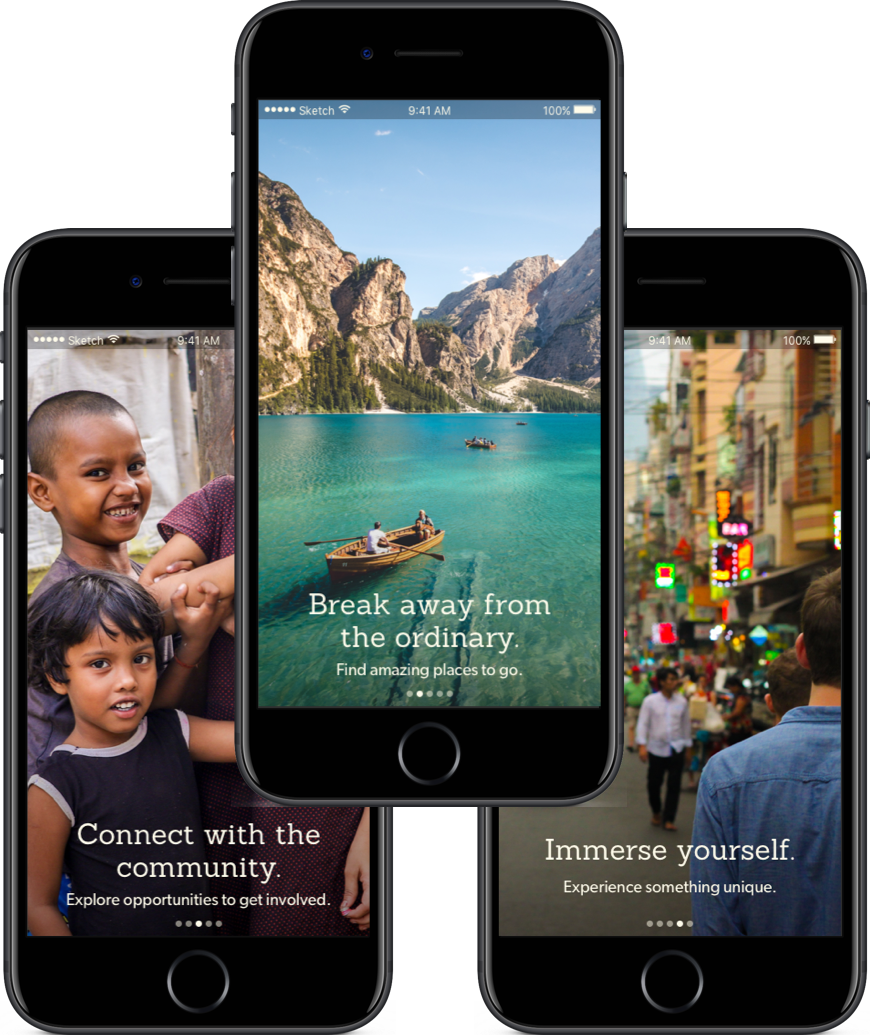 Sketch 9:41 AM 100%
Break away from
the ordinary.
Find amazing places to go.
Sketch 9:41 AM
Connect with the
community.
Explore opportunities to get involved.
9:41 AM 100%
Immerse yourself.
Experience something unique.